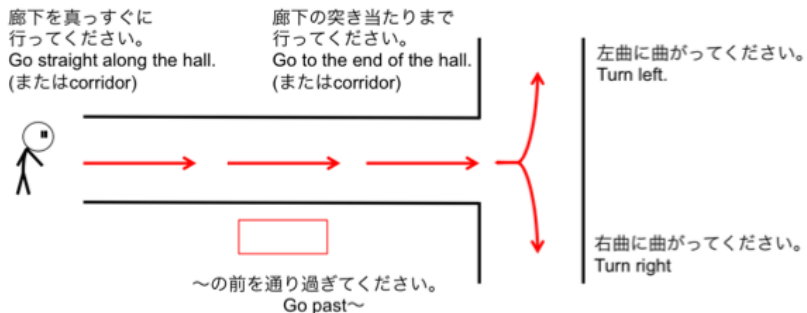 廊下を真っすぐに
行ってください。
Go straight along the hall.
(またはcorridor)
廊下の突き当たりまで
行ってください。
Go to the end of the hall.
(またはcorridor)
左曲に曲がってください。
Turn left.
右曲に曲がってください。
Turn right
〜の前を通り過ぎてください。
Go past〜